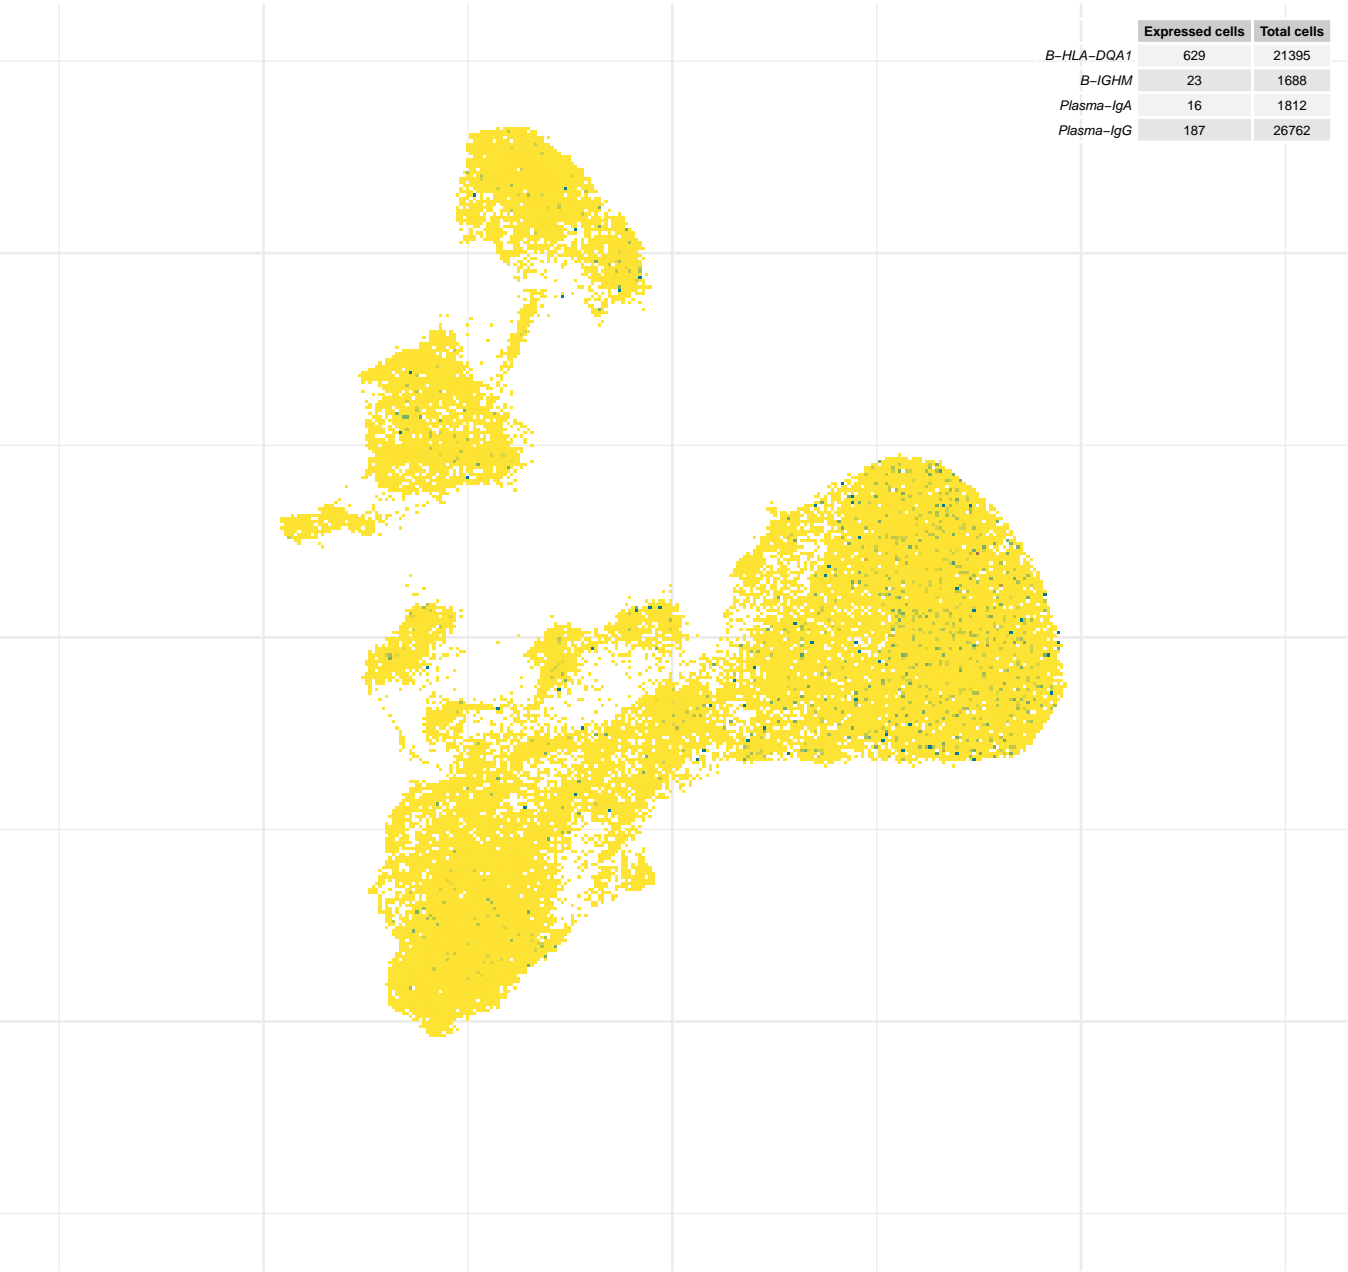 Expressed cells Total cells
B−HLA−DQA1 629 21395
B−IGHM 23 1688
Plasma−IgA 16 1812
Plasma−IgG 187 26762